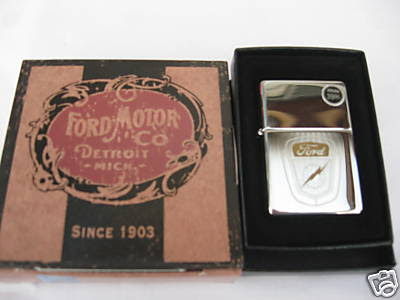 FORD MOTOR
CO
DETROIT
MICH.
SINCE 1903
Ford